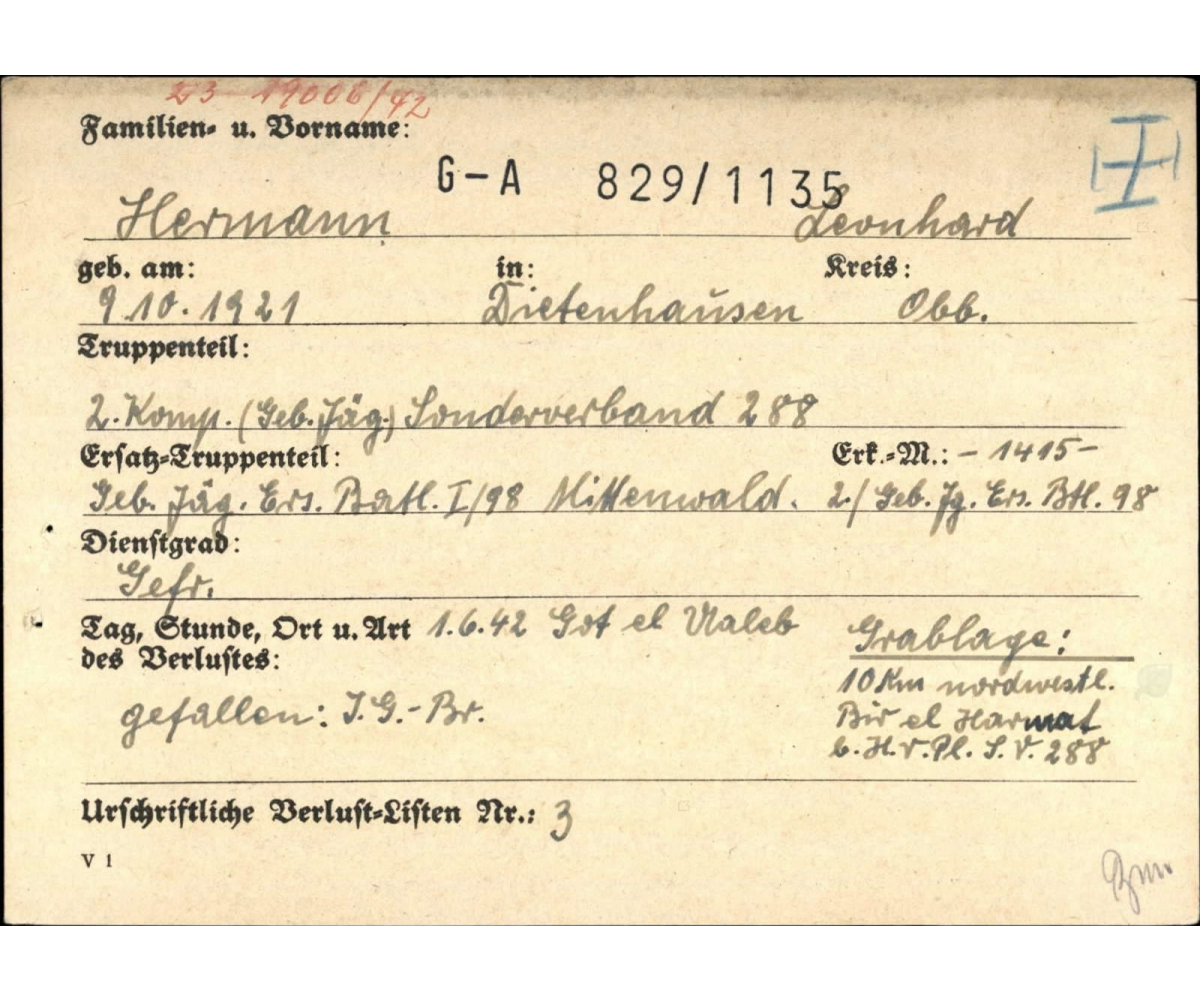 23-19006/42
Familien- u. Vorname:
G-A 829/1135
Hermann Leonhard
geb. am: in: Kreis:
9.10.1921 Dietenhausen Obb.
Truppenteil:
2. Komp. (Geb. Jäg.) Sonderverband 288
Ersatz-Truppenteil: Erk.-M.: - 1415 -
Geb. Jäg. Ers. Batl. I/98 Mittenwald. 2./ Geb. Jg. Ers. Btl. 98
Dienstgrad:
Gefr.
Tag, Stunde, Ort u. Art 1.6.42 Got el Ualeb
des Verlustes:
Grablage:
gefallen: J.G.-Br.
10 Km nordwestl.
Bir el Harmat
b. H.V.Pl. S.V. 288
Urschriftliche Verlust-Listen Nr.: 3
V 1